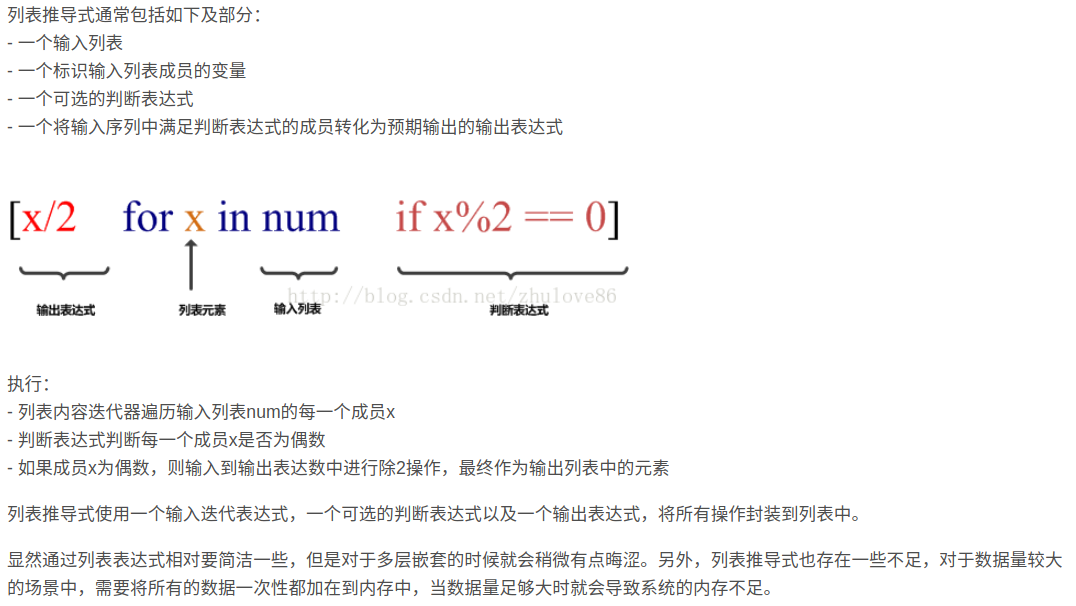 列表推导式通常包括如下及部分：
- 一个输入列表
- 一个标识输入列表成员的变量
- 一个可选的判断表达式
- 一个将输入序列中满足判断表达式的成员转化为预期输出的输出表达式
[x/2 for x in num if x%2 == 0]
http://blog.csdn.net/zhulove86
输出表达式 列表元素 输入列表 判断表达式
执行：
- 列表内容迭代器遍历输入列表num的每一个成员x
- 判断表达式判断每一个成员x是否为偶数
- 如果成员x为偶数，则输入到输出表达数中进行除2操作，最终作为输出列表中的元素
列表推导式使用一个输入迭代表达式，一个可选的判断表达式以及一个输出表达式，将所有操作封装到列表中。
显然通过列表表达式相对要简洁一些，但是对于多层嵌套的时候就会稍微有点晦涩。另外，列表推导式也存在一些不足，对于数据量较大
的场景中，需要将所有的数据一次性都加在到内存中，当数据量足够大时就会导致系统的内存不足。